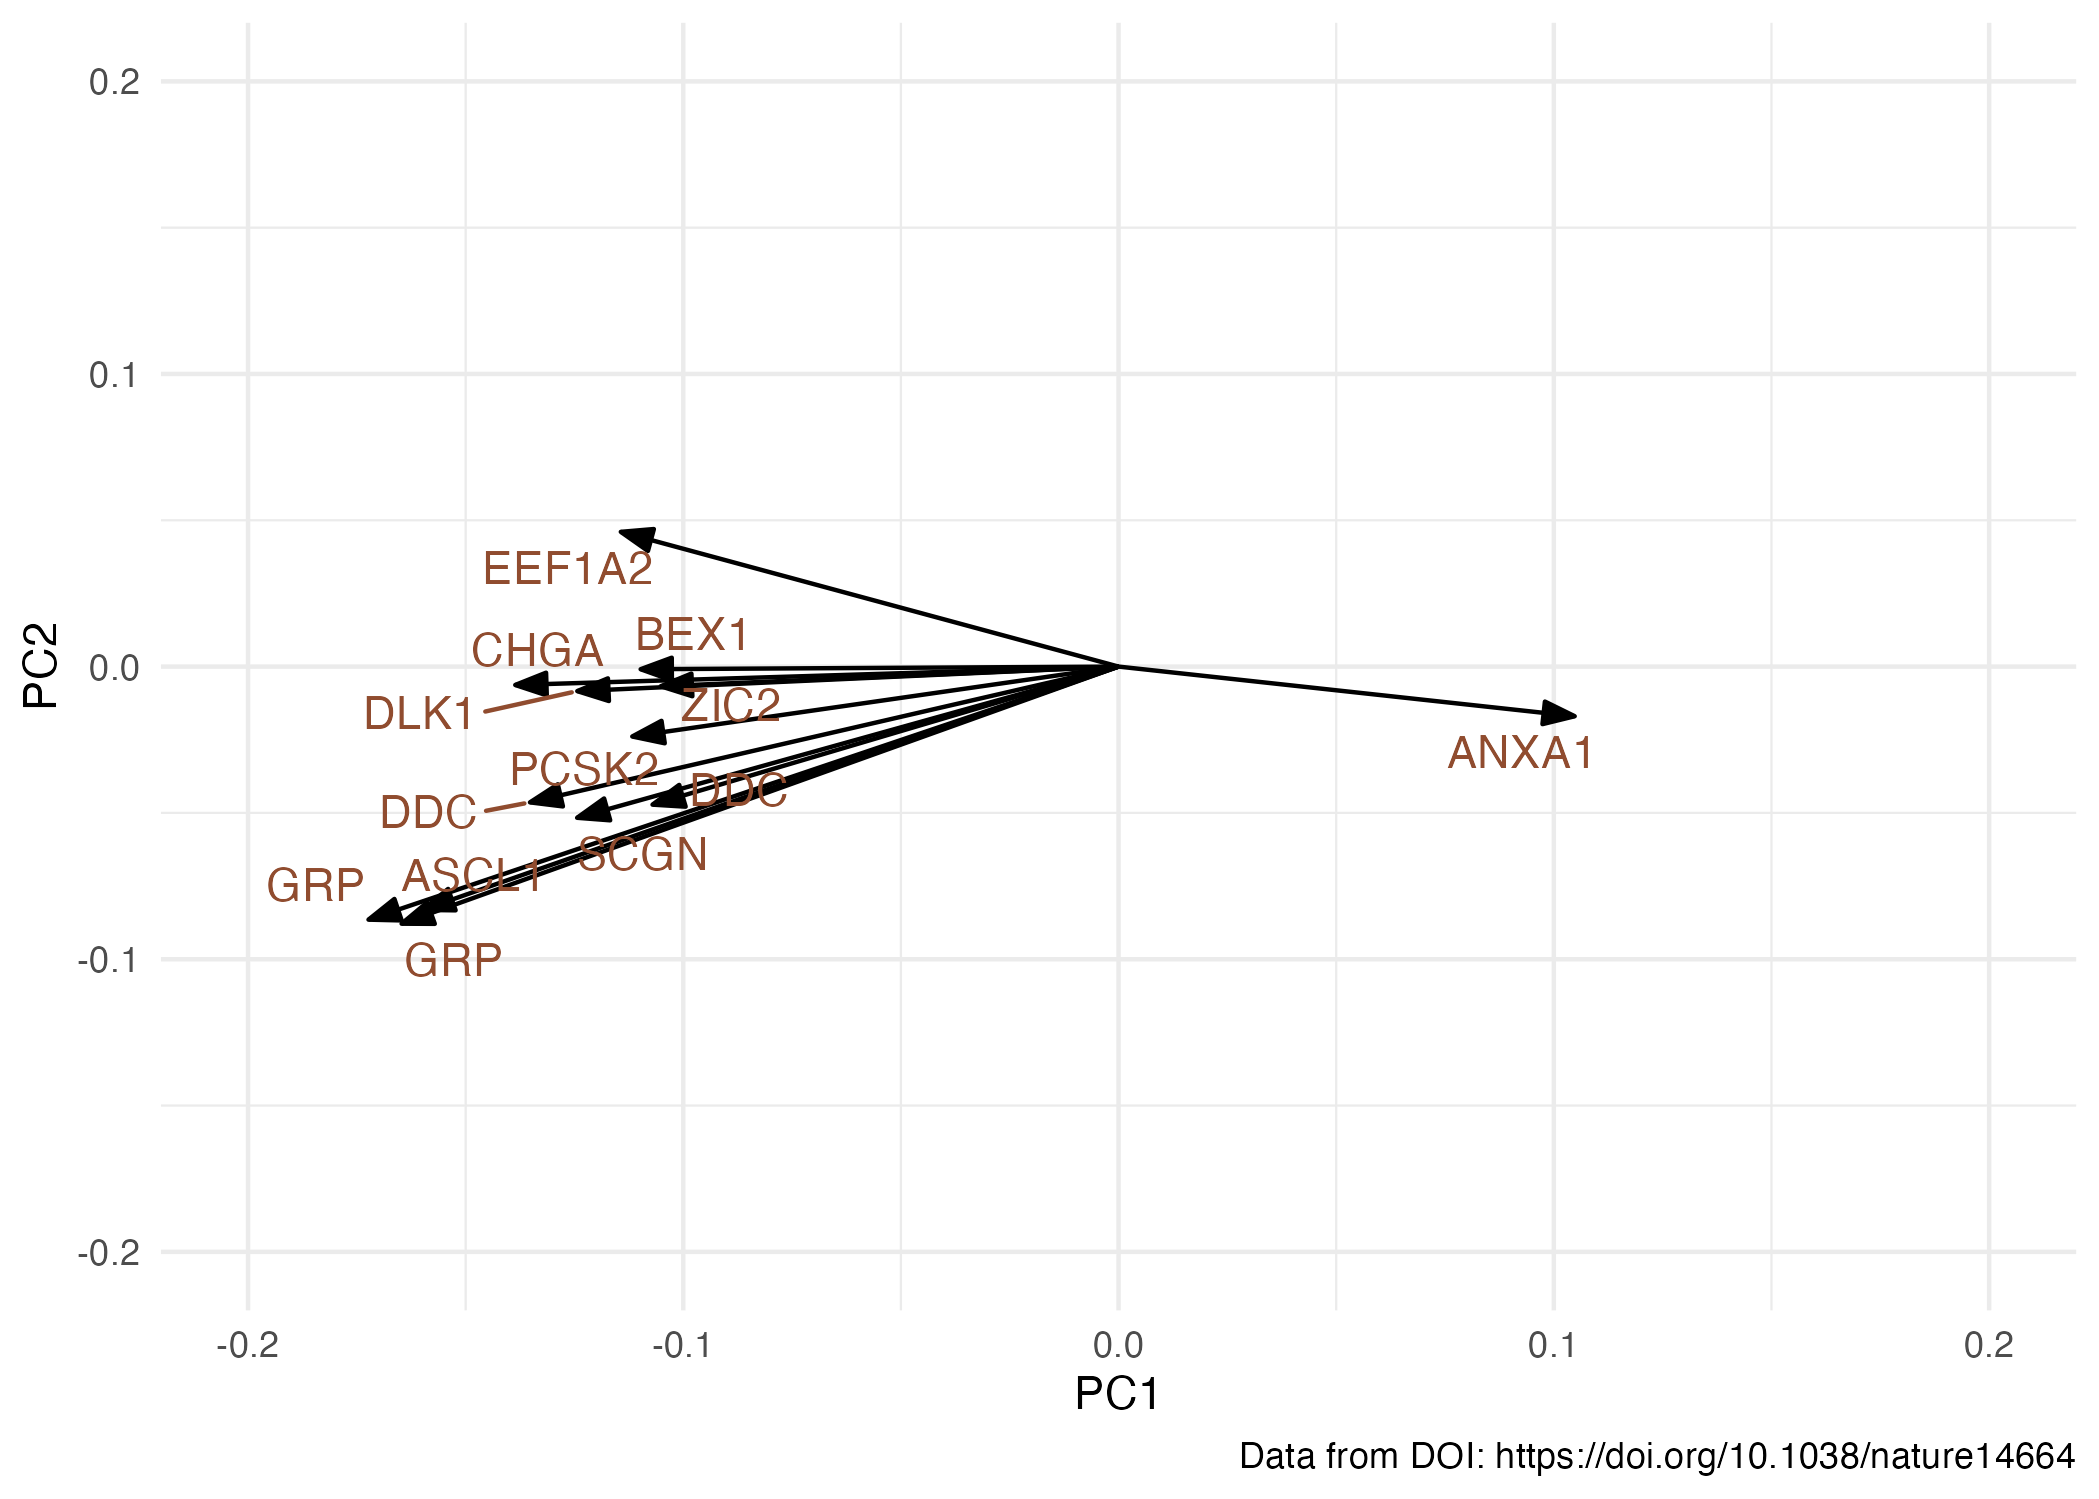 0.2
0.1
0.0
-0.1
-0.2
PC2
EEF1A2
BEX1
CHGA
ZIC2
DLK1
ANXA1
PCSK2
DDC
DDC
SCGN
ASCL1
GRP
GRP
-0.2
-0.1
0.0
0.1
0.2
PC1
Data from DOI: https://doi.org/10.1038/nature14664